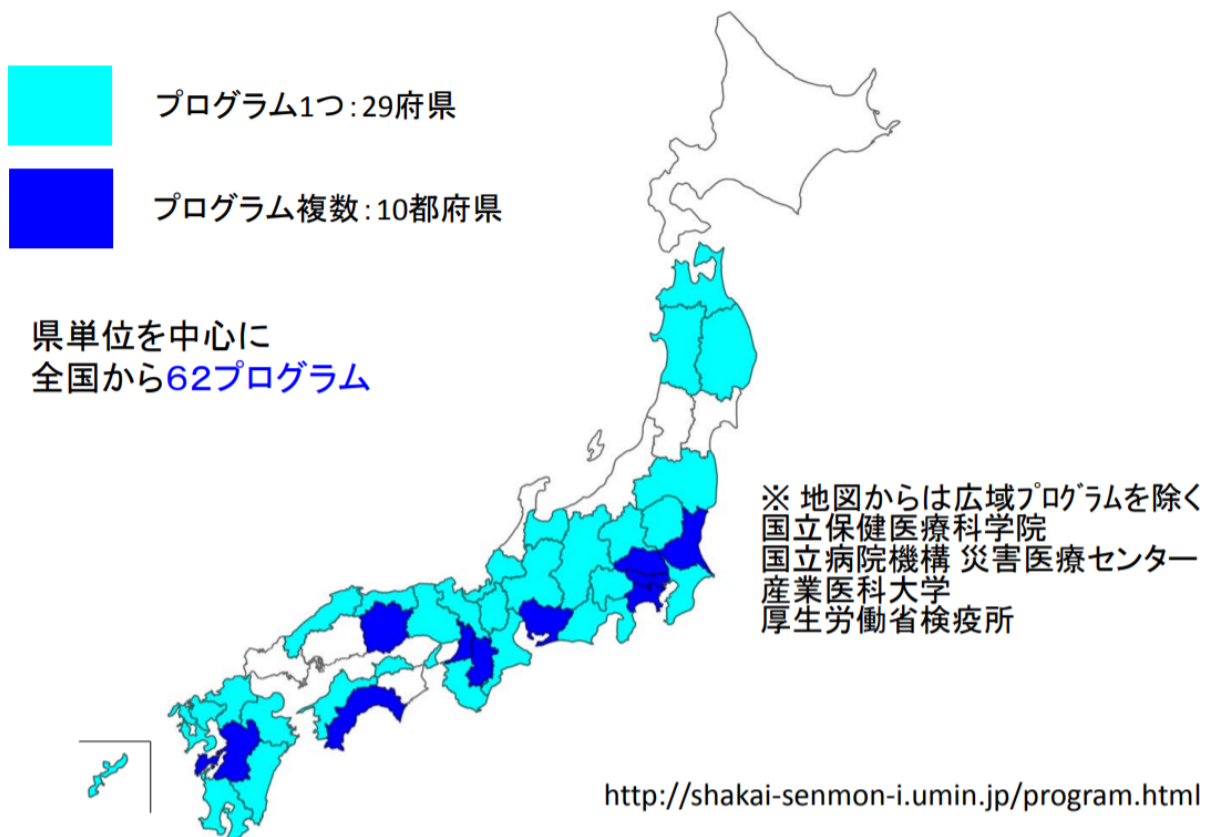 プログラム1つ：29府県
プログラム複数：10都府県
県単位を中心に
全国から６２プログラム
※ 地図からは広域プログラムを除く
国立保健医療科学院
国立病院機構 災害医療センター
産業医科大学
厚生労働省検疫所
http://shakai-senmon-i.umin.jp/program.html